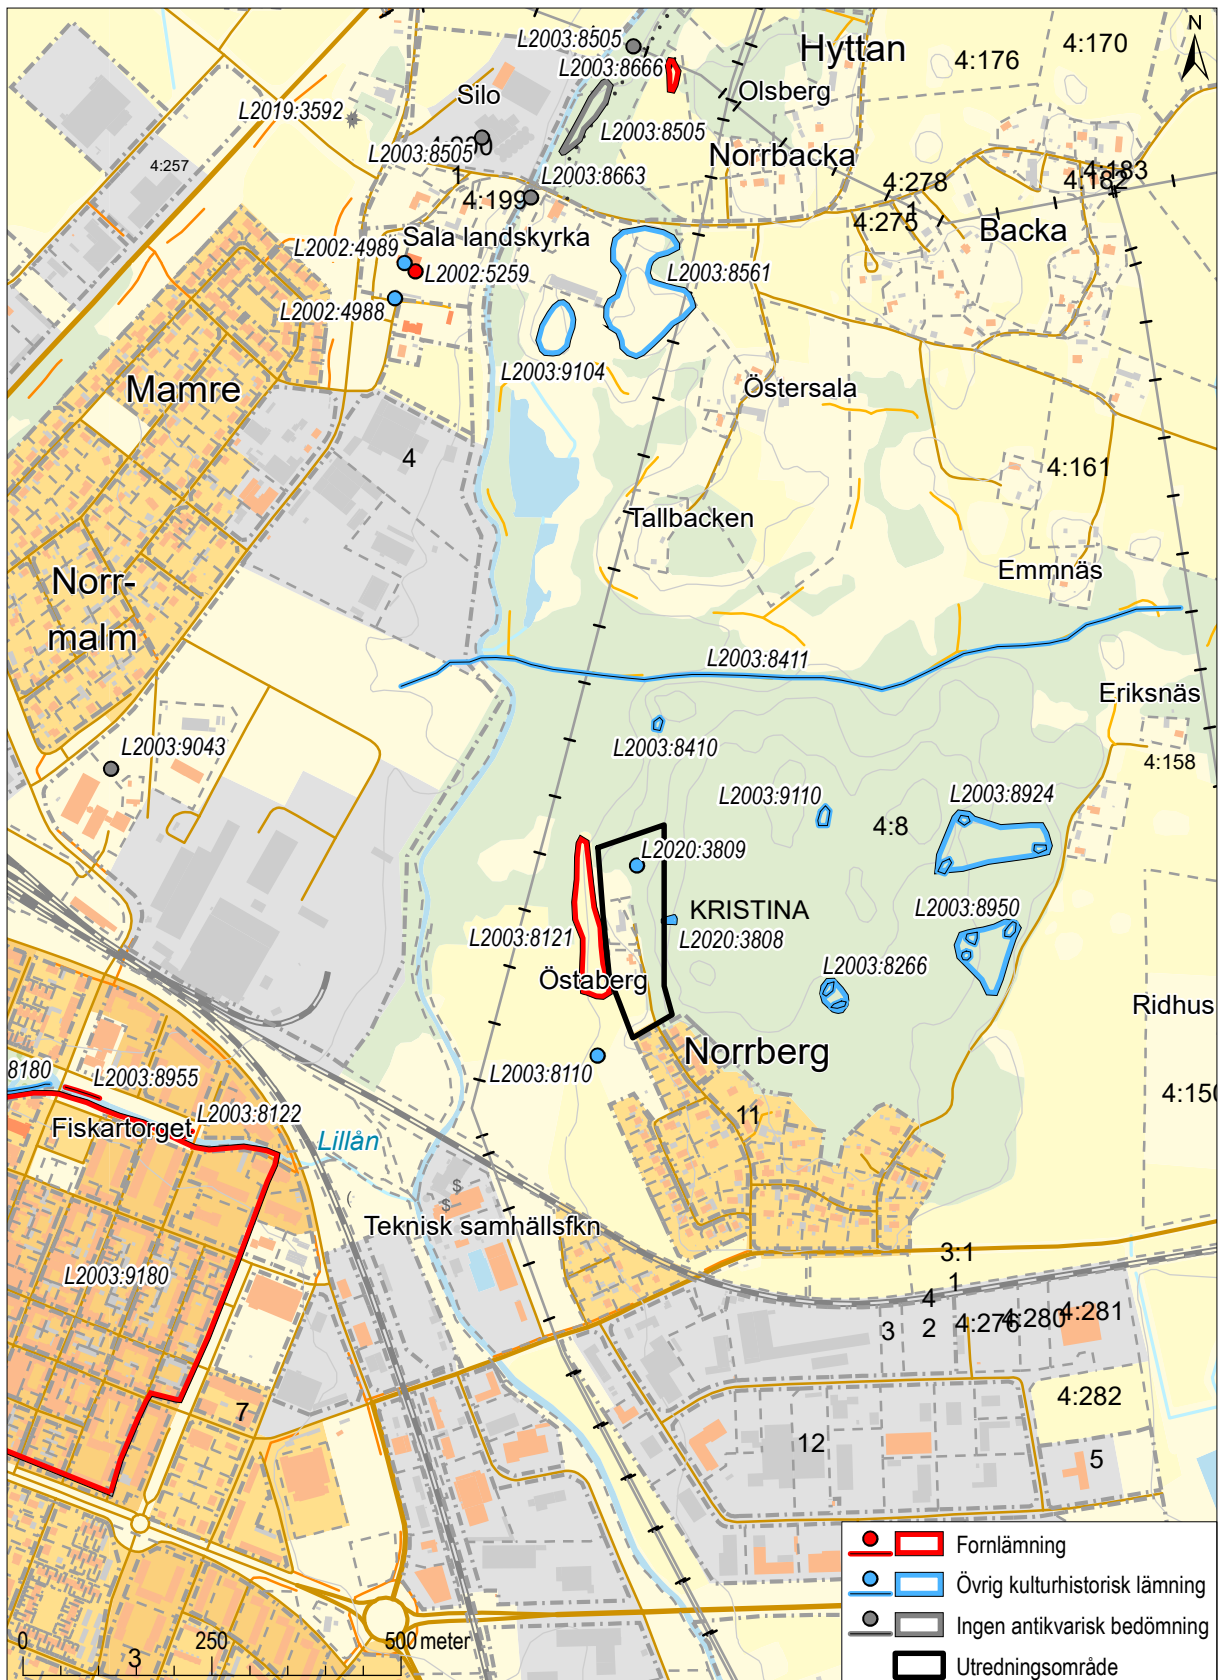 L2003:8505
Hyttan
4:170
N
4:176
L2003:8666
Olsberg
Silo
L2019:3592
L2003:8505
4:257
L2003:8505
Norrbacka
4:183
L2003:8663
4:278
4:182
1
4:199
1
4:275
Backa
Sala landskyrka
L2002:4989
L2002:5259
L2003:8561
L2002:4988
L2003:9104
Mamre
Östersala
4
4:161
Tallbacken
Norr-
malm
Emmnäs
L2003:8411
Eriksnäs
L2003:9043
L2003:8410
4:158
L2003:9110
L2003:8924
4:8
L2020:3809
KRISTINA
L2003:8950
L2003:8121
L2020:3808
L2003:8266
Östaberg
Ridhus
Norrberg
8180
L2003:8955
L2003:8110
4:150
L2003:8122
Fiskartorget
11
Lillån
$
$
Teknisk samhällsfkn
3:1
L2003:9180
1
4
4:276
4:280
4:281
3
2
4:282
7
12
5
Fornlämning
Övrig kulturhistorisk lämning
Ingen antikvarisk bedömning
Utredningsområde
0
250
500 meter
3